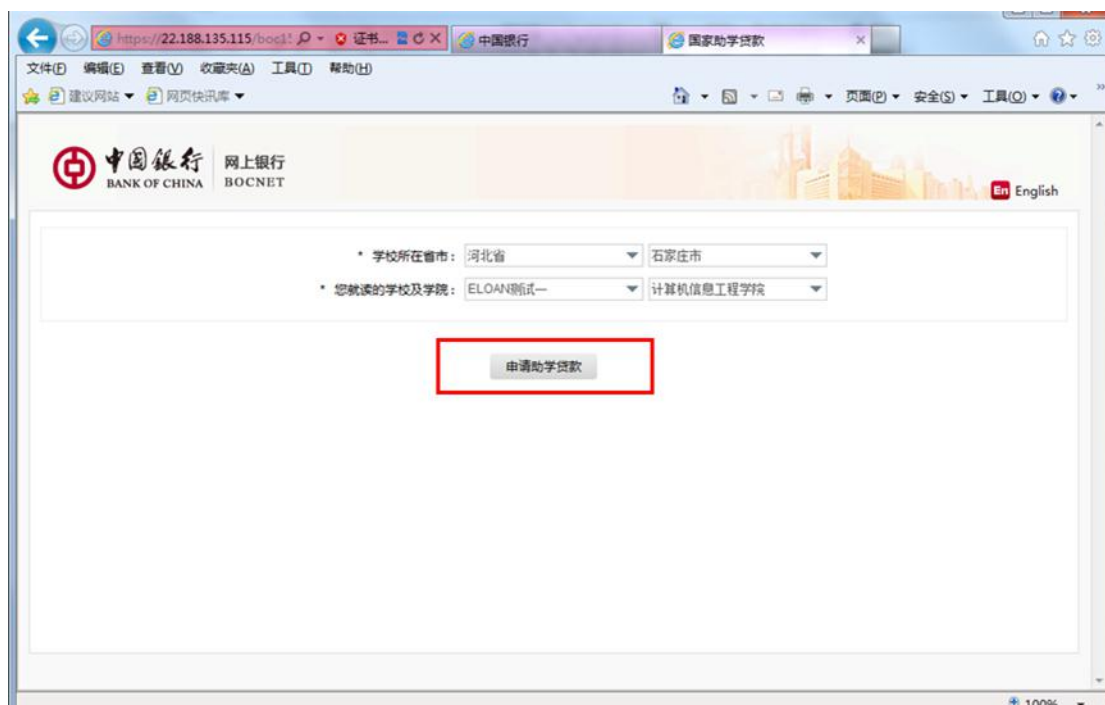 https://22.188.135.115/boc1 证书... 中国银行 国家助学贷款
文件(F) 编辑(E) 查看(V) 收藏夹(A) 工具(T) 帮助(H)
建议网站 网页快讯库 页面(P) 安全(S) 工具(O)
中国银行 网上银行
BANK OF CHINA BOCNET
En English
* 学校所在省市: 河北省 石家庄市
* 您就读的学校及学院: ELOAN测试一 计算机信息工程学院
申请助学贷款
100%